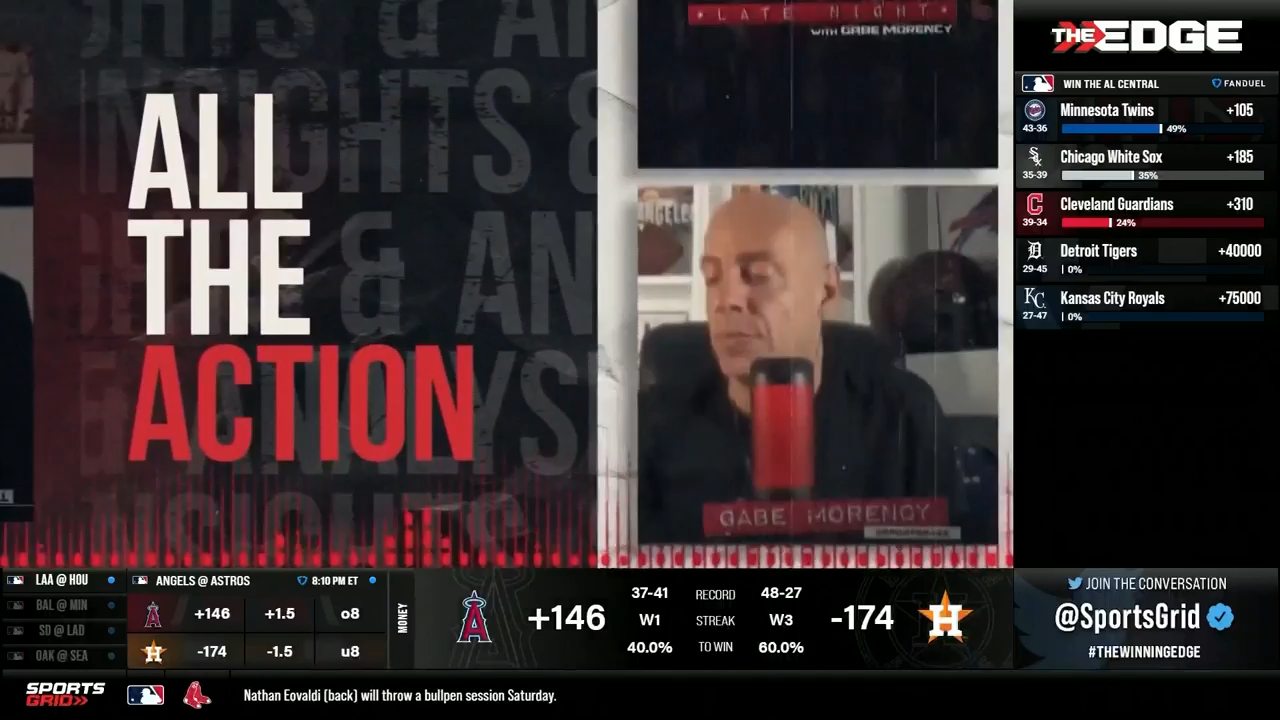 LATE NIGHT
WITH GABE MORENCY
ALL
THE
ACTION
GABE MORENCY
THE EDGE
WIN THE AL CENTRAL
FANDUEL
Minnesota Twins +105
43-36 49%
Chicago White Sox +185
35-39 35%
Cleveland Guardians +310
39-34 24%
Detroit Tigers +40000
29-45 0%
Kansas City Royals +75000
27-47 0%
LAA @ HOU
BAL @ MIN
SD @ LAD
OAK @ SEA
ANGELS @ ASTROS 8:10 PM ET
+146 +1.5 o8
-174 -1.5 u8
MONEY
+146
37-41 RECORD 48-27
W1 STREAK W3
40.0% TO WIN 60.0%
-174
JOIN THE CONVERSATION
@SportsGrid
#THEWINNINGEDGE
SPORTS
GRID
Nathan Eovaldi (back) will throw a bullpen session Saturday.